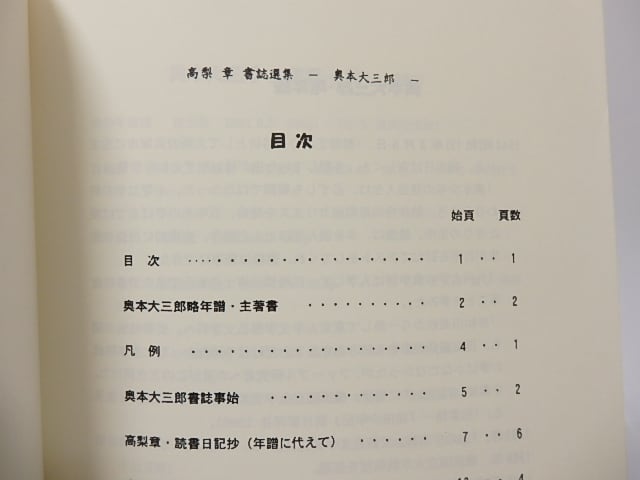 高梨 章 書誌選集 － 奥本大三郎 －
目次
始頁 頁数
目 次 ‥‥・・・・・・・・・・・・・・・・ 1 ‥ 1
奥本大三郎略年譜・主著書 ・・・・・・・・・・ 2 ‥ 2
凡 例 ・・・・・・・・・・・・・・・・・・・・ 4 ‥ 1
奥本大三郎書誌事始 ・・・・・・・・・・・・・・・ 5 ‥ 2
高梨章・読書日記抄（年譜に代えて） ・・・・・・ 7 ‥ 6